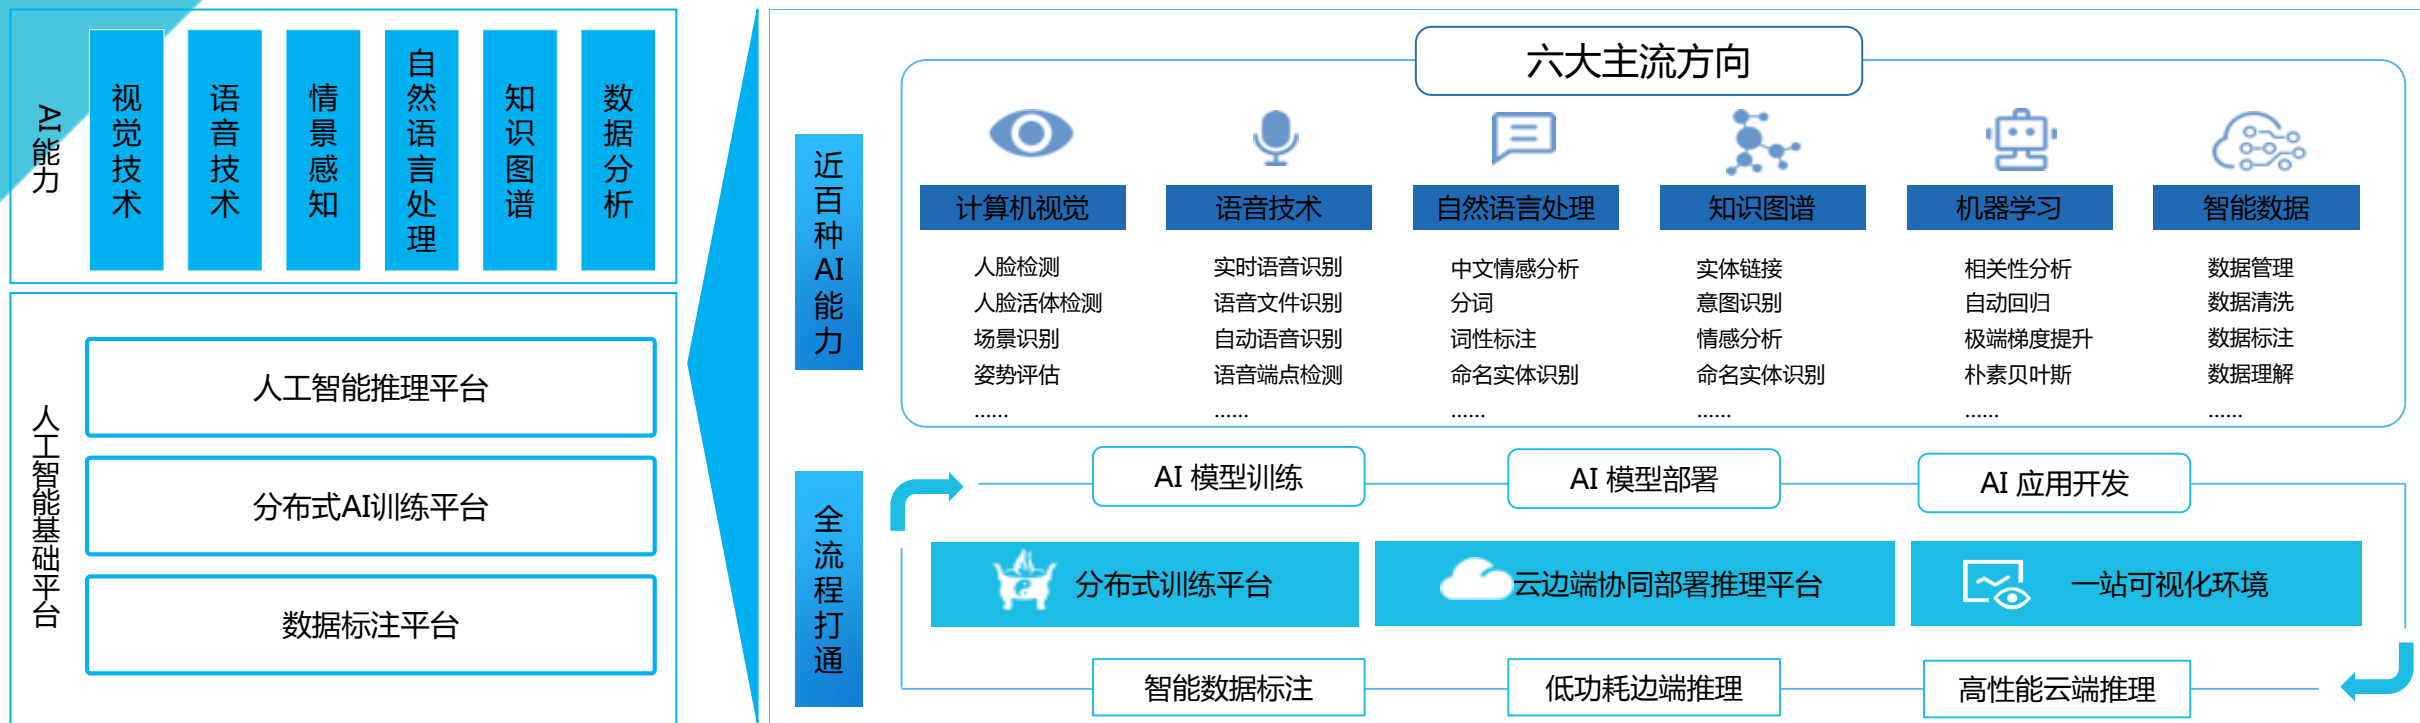 AI能力
视觉技术
语音技术
情景感知
自然语言处理
知识图谱
数据分析
人工智能基础平台
人工智能推理平台
分布式AI训练平台
数据标注平台
近百种AI能力
六大主流方向
计算机视觉
人脸检测
人脸活体检测
场景识别
姿势评估
......
语音技术
实时语音识别
语音文件识别
自动语音识别
语音端点检测
......
自然语言处理
中文情感分析
分词
词性标注
命名实体识别
......
知识图谱
实体链接
意图识别
情感分析
命名实体识别
......
机器学习
相关性分析
自动回归
极端梯度提升
朴素贝叶斯
......
智能数据
数据管理
数据清洗
数据标注
数据理解
......
全流程打通
AI 模型训练
AI 模型部署
AI 应用开发
分布式训练平台
云边端协同部署推理平台
一站可视化环境
智能数据标注
低功耗边端推理
高性能云端推理